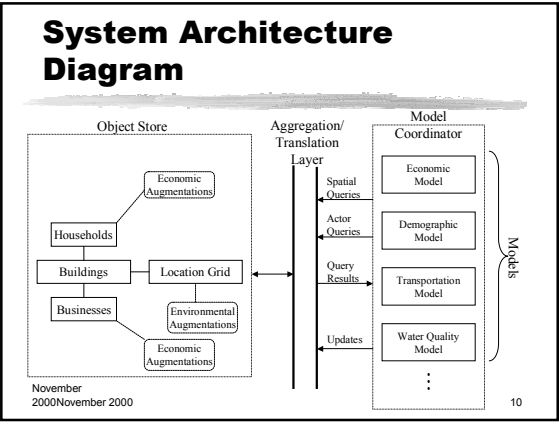 System Architecture
Diagram
Object Store
Economic
Augmentations
Households
Buildings
Location Grid
Businesses
Environmental
Augmentations
Economic
Augmentations
Aggregation/
Translation
Layer
Spatial
Queries
Actor
Queries
Query
Results
Updates
Model
Coordinator
Economic
Model
Demographic
Model
Transportation
Model
Water Quality
Model
Models
November
2000November 2000
10